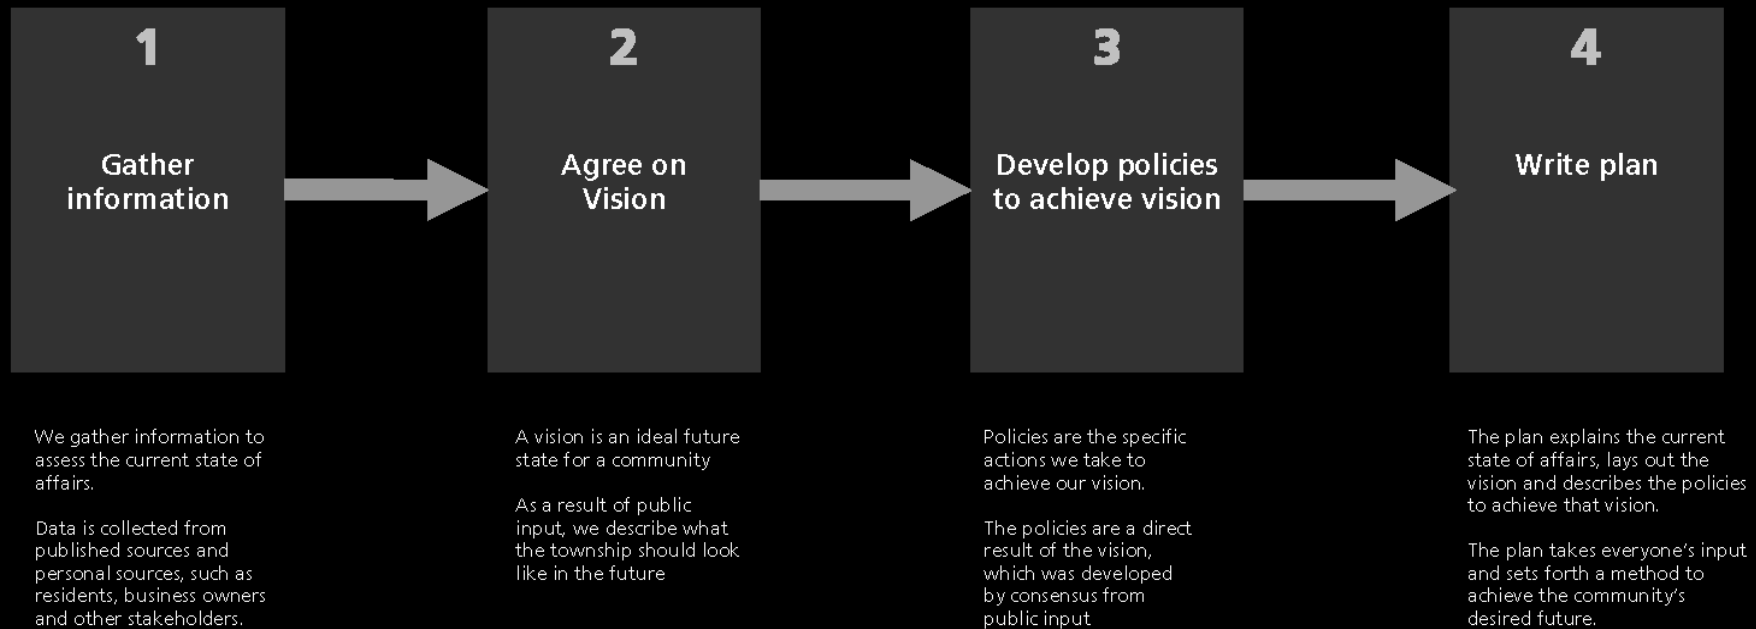 1
Gather
information
We gather information to
assess the current state of
affairs.
Data is collected from
published sources and
personal sources, such as
residents, business owners
and other stakeholders.
2
Agree on
Vision
A vision is an ideal future
state for a community
As a result of public
input, we describe what
the township should look
like in the future
3
Develop policies
to achieve vision
Policies are the specific
actions we take to
achieve our vision.
The policies are a direct
result of the vision,
which was developed
by consensus from
public input
4
Write plan
The plan explains the current
state of affairs, lays out the
vision and describes the policies
to achieve that vision.
The plan takes everyone’s input
and sets forth a method to
achieve the community’s
desired future.